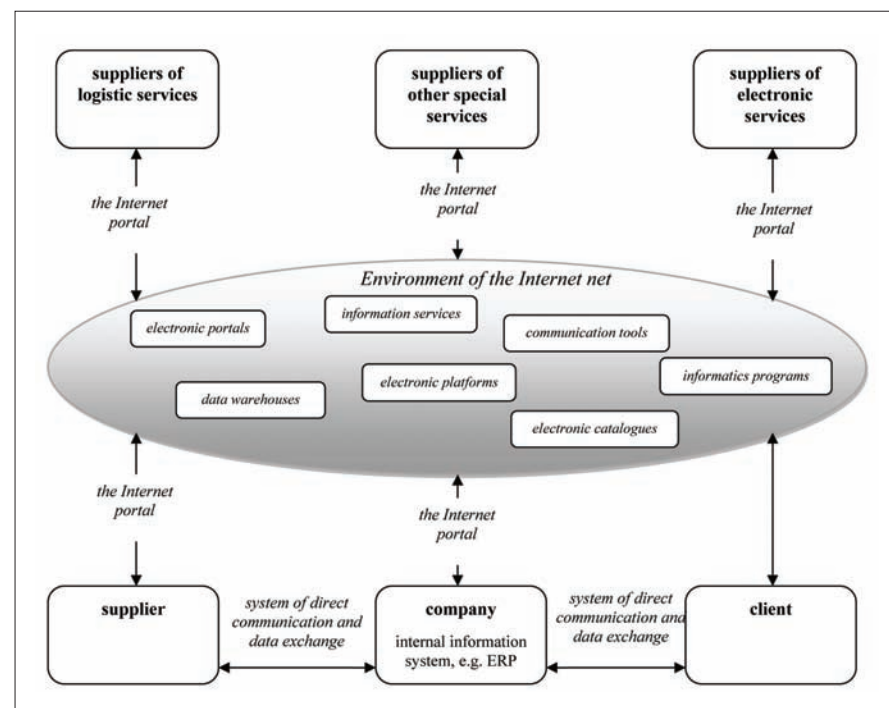 suppliers of
logistic services
suppliers of
other special
services
suppliers of
electronic
services
the Internet
portal
the Internet
portal
the Internet
portal
Environment of the Internet net
electronic portals
information services
communication tools
data warehouses
electronic platforms
informatics programs
electronic catalogues
the Internet
portal
the Internet
portal
supplier
system of direct
communication and
data exchange
company
internal information
system, e.g. ERP
system of direct
communication and
data exchange
client